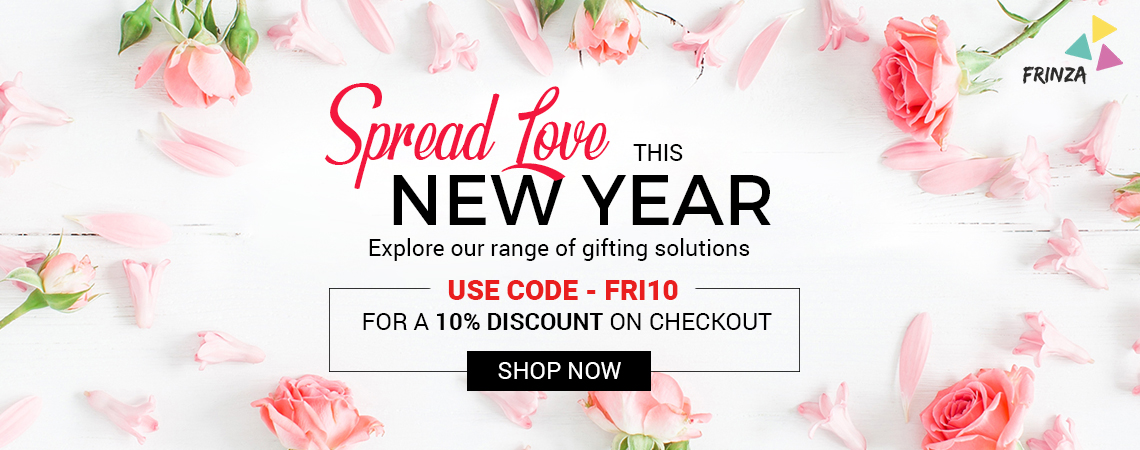 FRINZA
Spread Love THIS
NEW YEAR
Explore our range of gifting solutions
USE CODE - FRI10
FOR A 10% DISCOUNT ON CHECKOUT
SHOP NOW